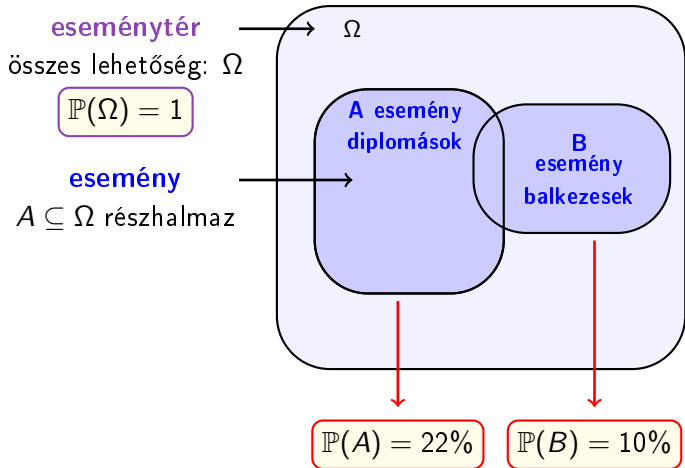 eseménytér
összes lehetőség: Ω
ℙ(Ω) = 1
esemény
A ⊆ Ω részhalmaz
Ω
A esemény
diplomások
B
esemény
balkezesek
ℙ(A) = 22%
ℙ(B) = 10%